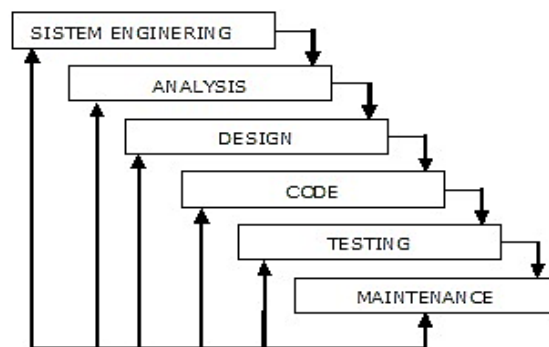 SISTEM ENGINERING
ANALYSIS
DESIGN
CODE
TESTING
MAINTENANCE